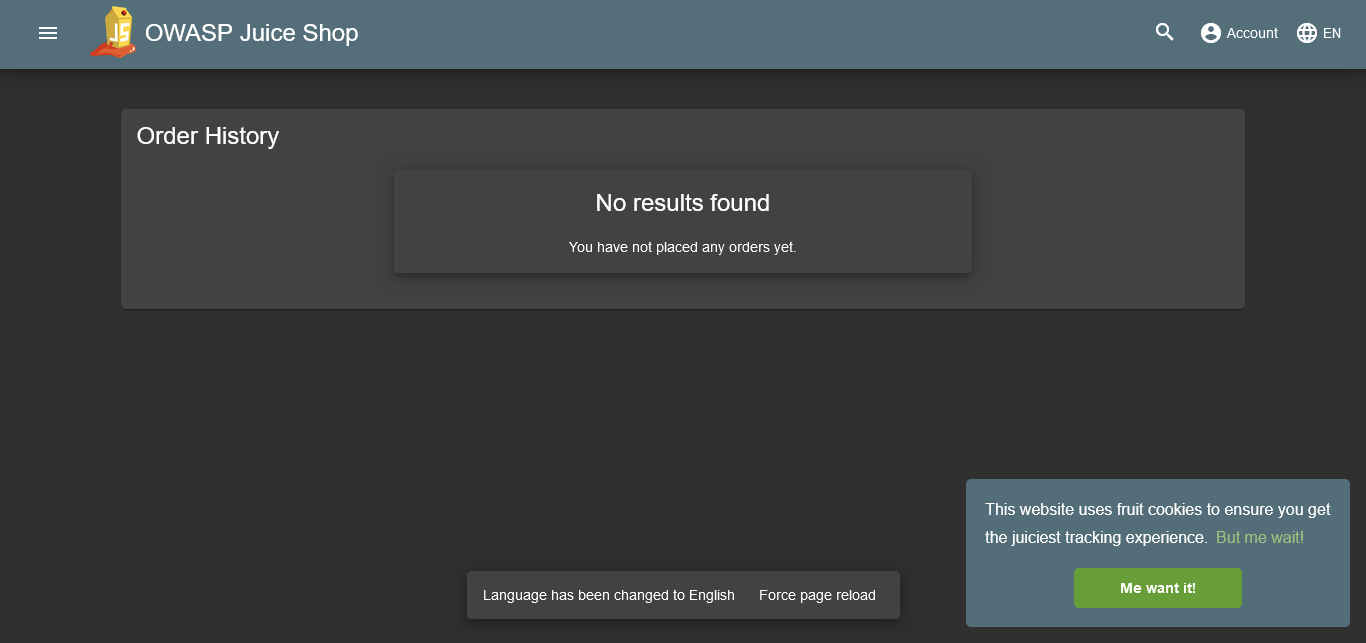 OWASP Juice Shop
Account
EN
Order History
No results found
You have not placed any orders yet.
This website uses fruit cookies to ensure you get
the juiciest tracking experience. But me wait!
Me want it!
Language has been changed to English Force page reload